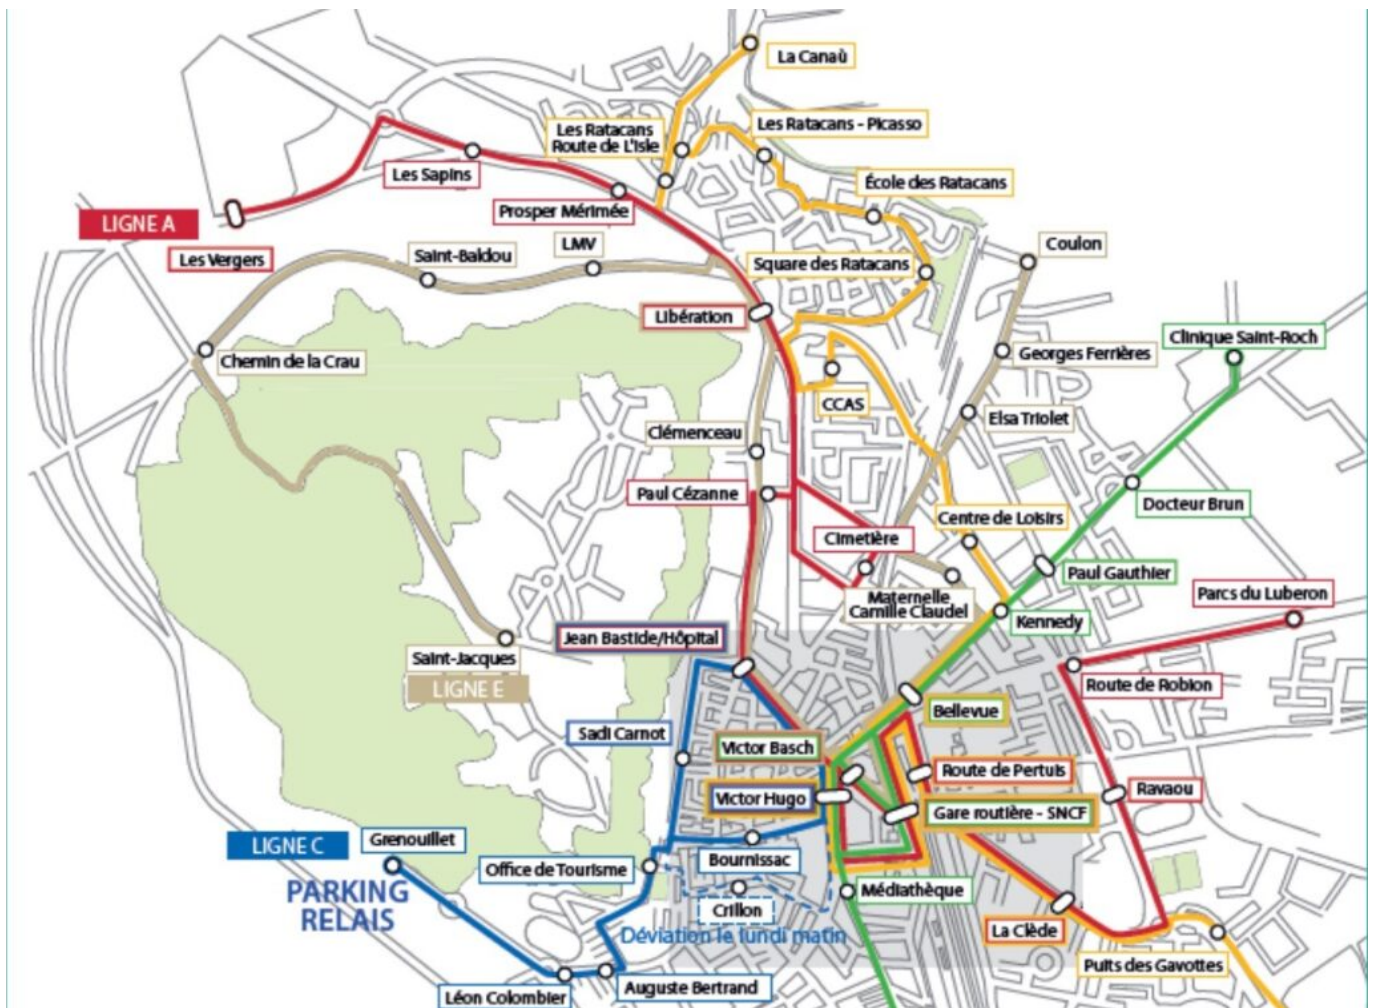 La Canaù
Les Ratacans
Route de L'Isle
Les Ratacans - Picasso
Les Sapins
École des Ratacans
Prosper Mérimée
LIGNE A
Les Vergers
Saint-Baldou
LMV
Coulon
Square des Ratacans
Libération
Clinique Saint-Roch
Chemin de la Crau
Georges Ferrières
CCAS
Elsa Triolet
Clémenceau
Paul Cézanne
Docteur Brun
Centre de Loisirs
Cimetière
Paul Gauthier
Maternelle
Camille Claudel
Parcs du Luberon
Kennedy
Jean Bastide/Hôpital
Saint-Jacques
LIGNE E
Route de Robion
Bellevue
Sadi Carnot
Victor Basch
Route de Pertuis
Victor Hugo
Ravaou
Gare routière - SNCF
LIGNE C
Grenouillet
PARKING
RELAIS
Office de Tourisme
Bournissac
Médiathèque
Crillon
Déviation le lundi matin
La Clède
Puits des Gavottes
Auguste Bertrand
Léon Colombier